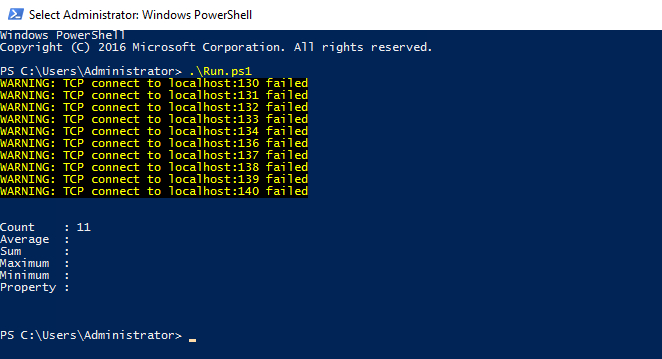 Select Administrator: Windows PowerShell
Windows PowerShell
Copyright (C) 2016 Microsoft Corporation. All rights reserved.
PS C:\Users\Administrator> .\Run.ps1
WARNING: TCP connect to localhost:130 failed
WARNING: TCP connect to localhost:131 failed
WARNING: TCP connect to localhost:132 failed
WARNING: TCP connect to localhost:133 failed
WARNING: TCP connect to localhost:134 failed
WARNING: TCP connect to localhost:136 failed
WARNING: TCP connect to localhost:137 failed
WARNING: TCP connect to localhost:138 failed
WARNING: TCP connect to localhost:139 failed
WARNING: TCP connect to localhost:140 failed
Count    : 11
Average  :
Sum      :
Maximum  :
Minimum  :
Property :
PS C:\Users\Administrator> _